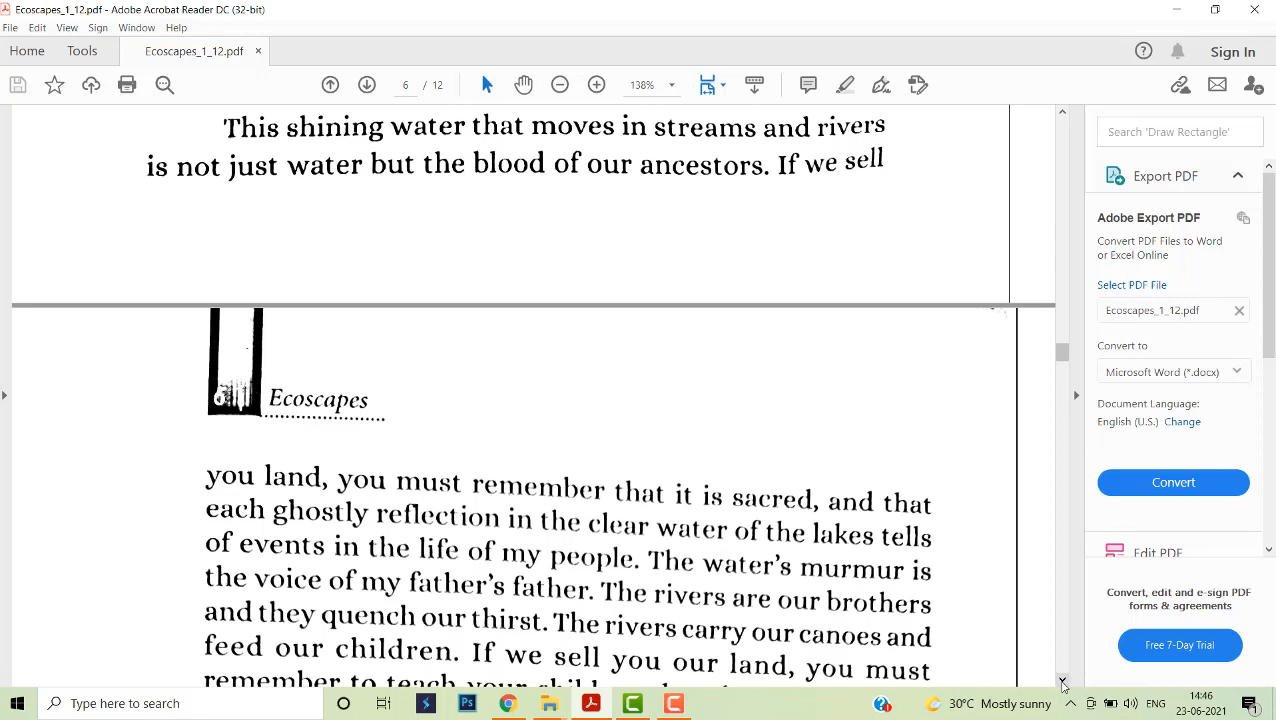 Ecoscapes_1_12.pdf - Adobe Acrobat Reader DC (32-bit)
File Edit View Sign Window Help
Home Tools Ecoscapes_1_12.pdf × Sign In
6 / 12 138%
This shining water that moves in streams and rivers
is not just water but the blood of our ancestors. If we sell
6 Ecoscapes
you land, you must remember that it is sacred, and that
each ghostly reflection in the clear water of the lakes tells
of events in the life of my people. The water's murmur is
the voice of my father's father. The rivers are our brothers
and they quench our thirst. The rivers carry our canoes and
feed our children. If we sell you our land, you must
remember to teach your
Search 'Draw Rectangle'
Export PDF
Adobe Export PDF
Convert PDF Files to Word
or Excel Online
Select PDF File
Ecoscapes_1_12.pdf
Convert to
Microsoft Word (*.docx)
Document Language:
English (U.S.) Change
Convert
Edit PDF
Convert, edit and e-sign PDF
forms & agreements
Free 7-Day Trial
Type here to search
Ps
30°C Mostly sunny
ENG
14:46
23-06-2021
1